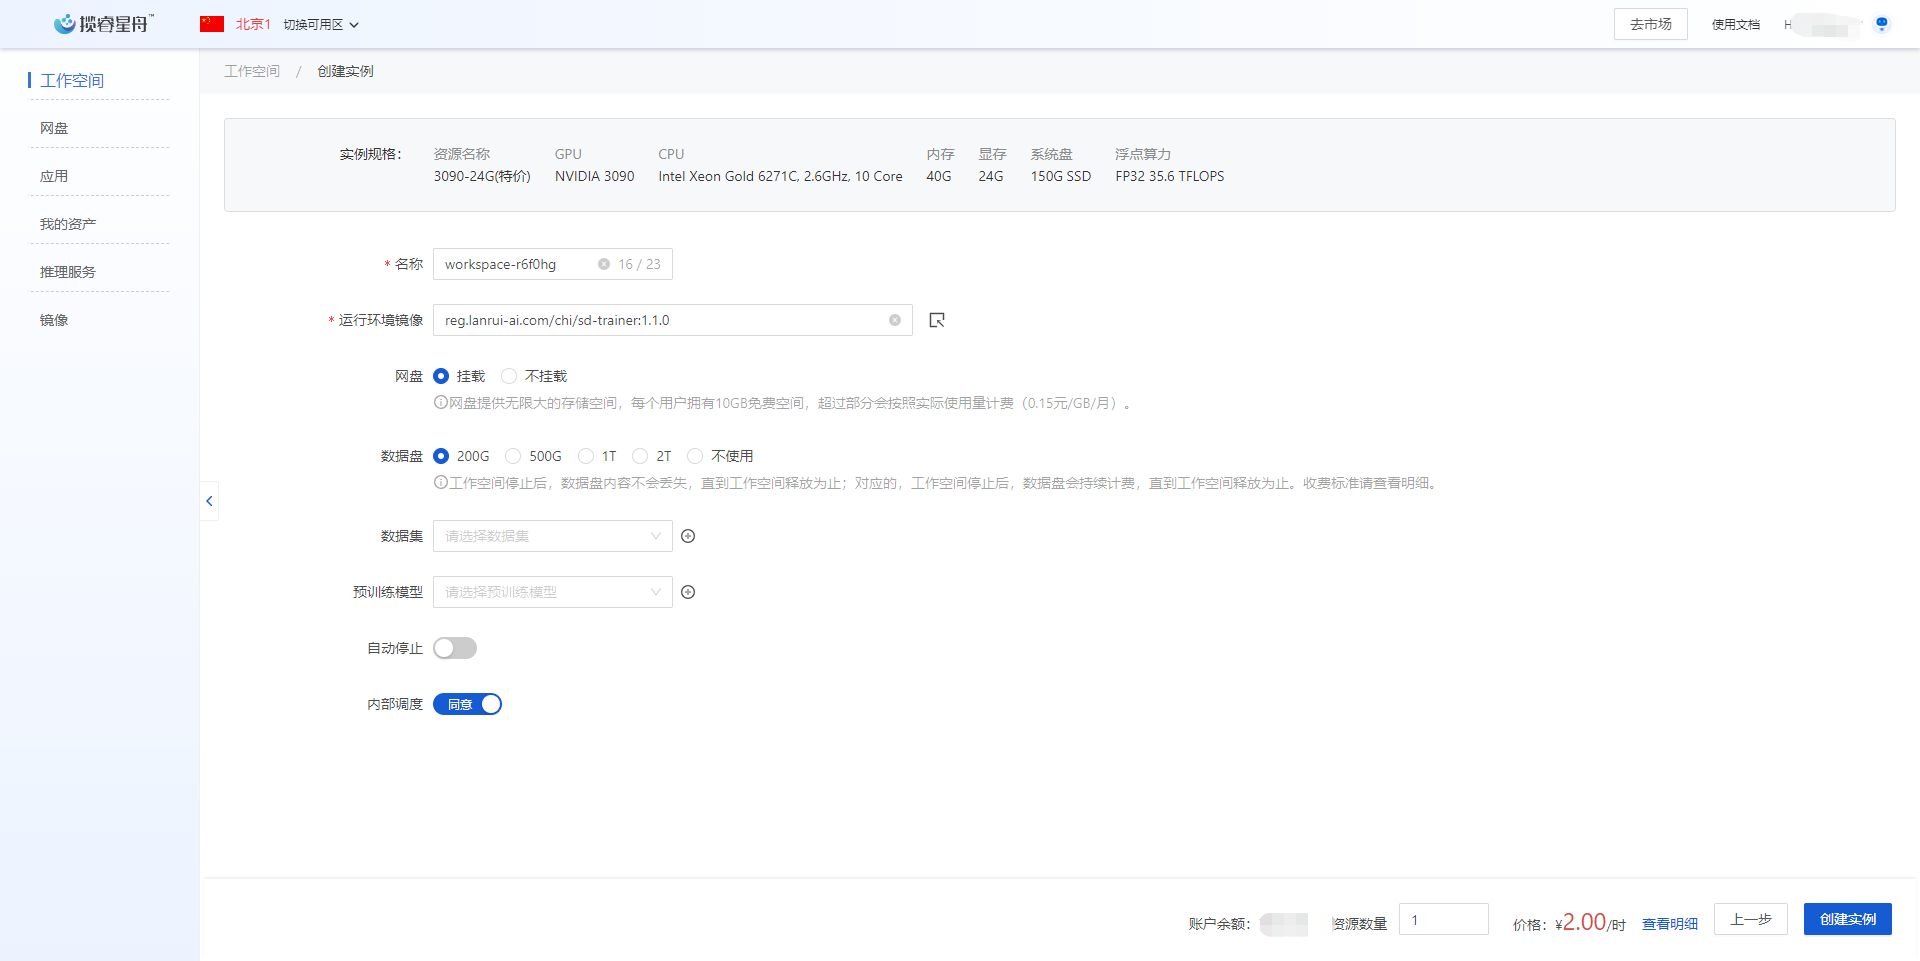 揽睿星舟™
北京1 切换可用区
去市场
使用文档
H
工作空间
网盘
应用
我的资产
推理服务
镜像
工作空间 / 创建实例
实例规格：
资源名称 GPU CPU 内存 显存 系统盘 浮点算力
3090-24G(特价) NVIDIA 3090 Intel Xeon Gold 6271C, 2.6GHz, 10 Core 40G 24G 150G SSD FP32 35.6 TFLOPS
* 名称 workspace-r6f0hg 16 / 23
* 运行环境镜像 reg.lanrui-ai.com/chi/sd-trainer:1.1.0
网盘 挂载 不挂载
网盘提供无限大的存储空间，每个用户拥有10GB免费空间，超过部分会按照实际使用量计费（0.15元/GB/月）。
数据盘 200G 500G 1T 2T 不使用
工作空间停止后，数据盘内容不会丢失，直到工作空间释放为止；对应的，工作空间停止后，数据盘会持续计费，直到工作空间释放为止。收费标准请查看明细。
数据集 请选择数据集
预训练模型 请选择预训练模型
自动停止
内部调度 同意
账户余额： 资源数量 1 价格：¥2.00/时 查看明细 上一步 创建实例